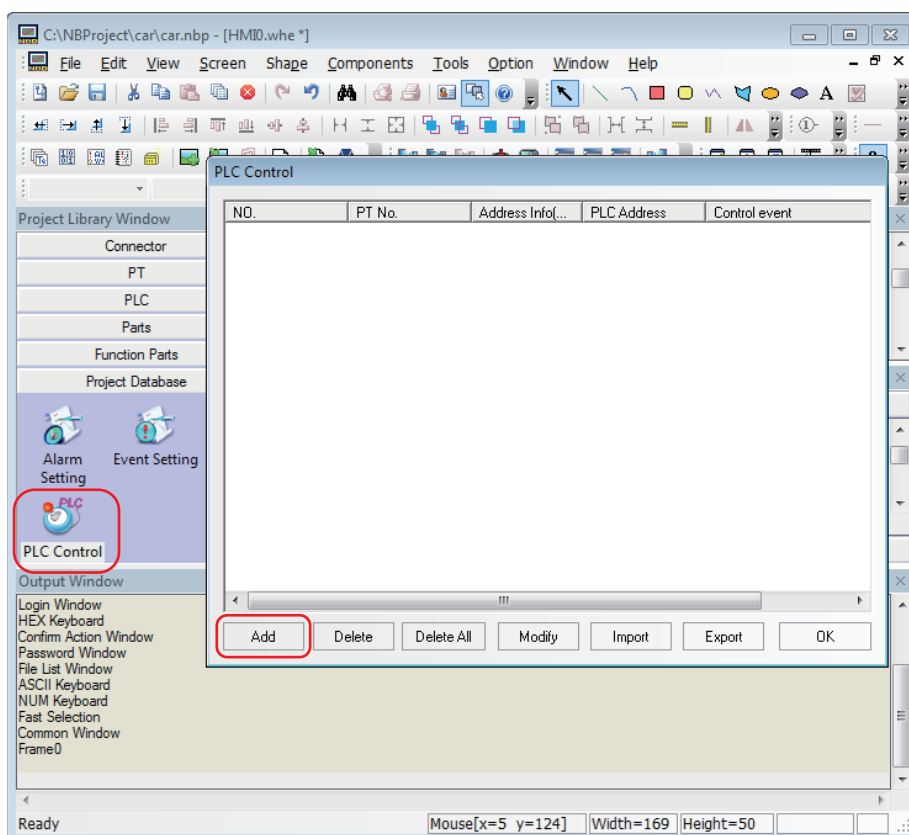 C:\NBProject\car\car.nbp - [HMI0.whe *]
File Edit View Screen Shape Components Tools Option Window Help
A
PLC Control
Project Library Window
NO. PT No. Address Info(... PLC Address Control event
Connector
PT
PLC
Parts
Function Parts
Project Database
Alarm Setting
Event Setting
PLC
PLC Control
Output Window
Login Window
HEX Keyboard
Confirm Action Window
Password Window
File List Window
ASCII Keyboard
NUM Keyboard
Fast Selection
Common Window
Frame0
Add Delete Delete All Modify Import Export OK
Ready Mouse[x=5 y=124] Width=169 Height=50